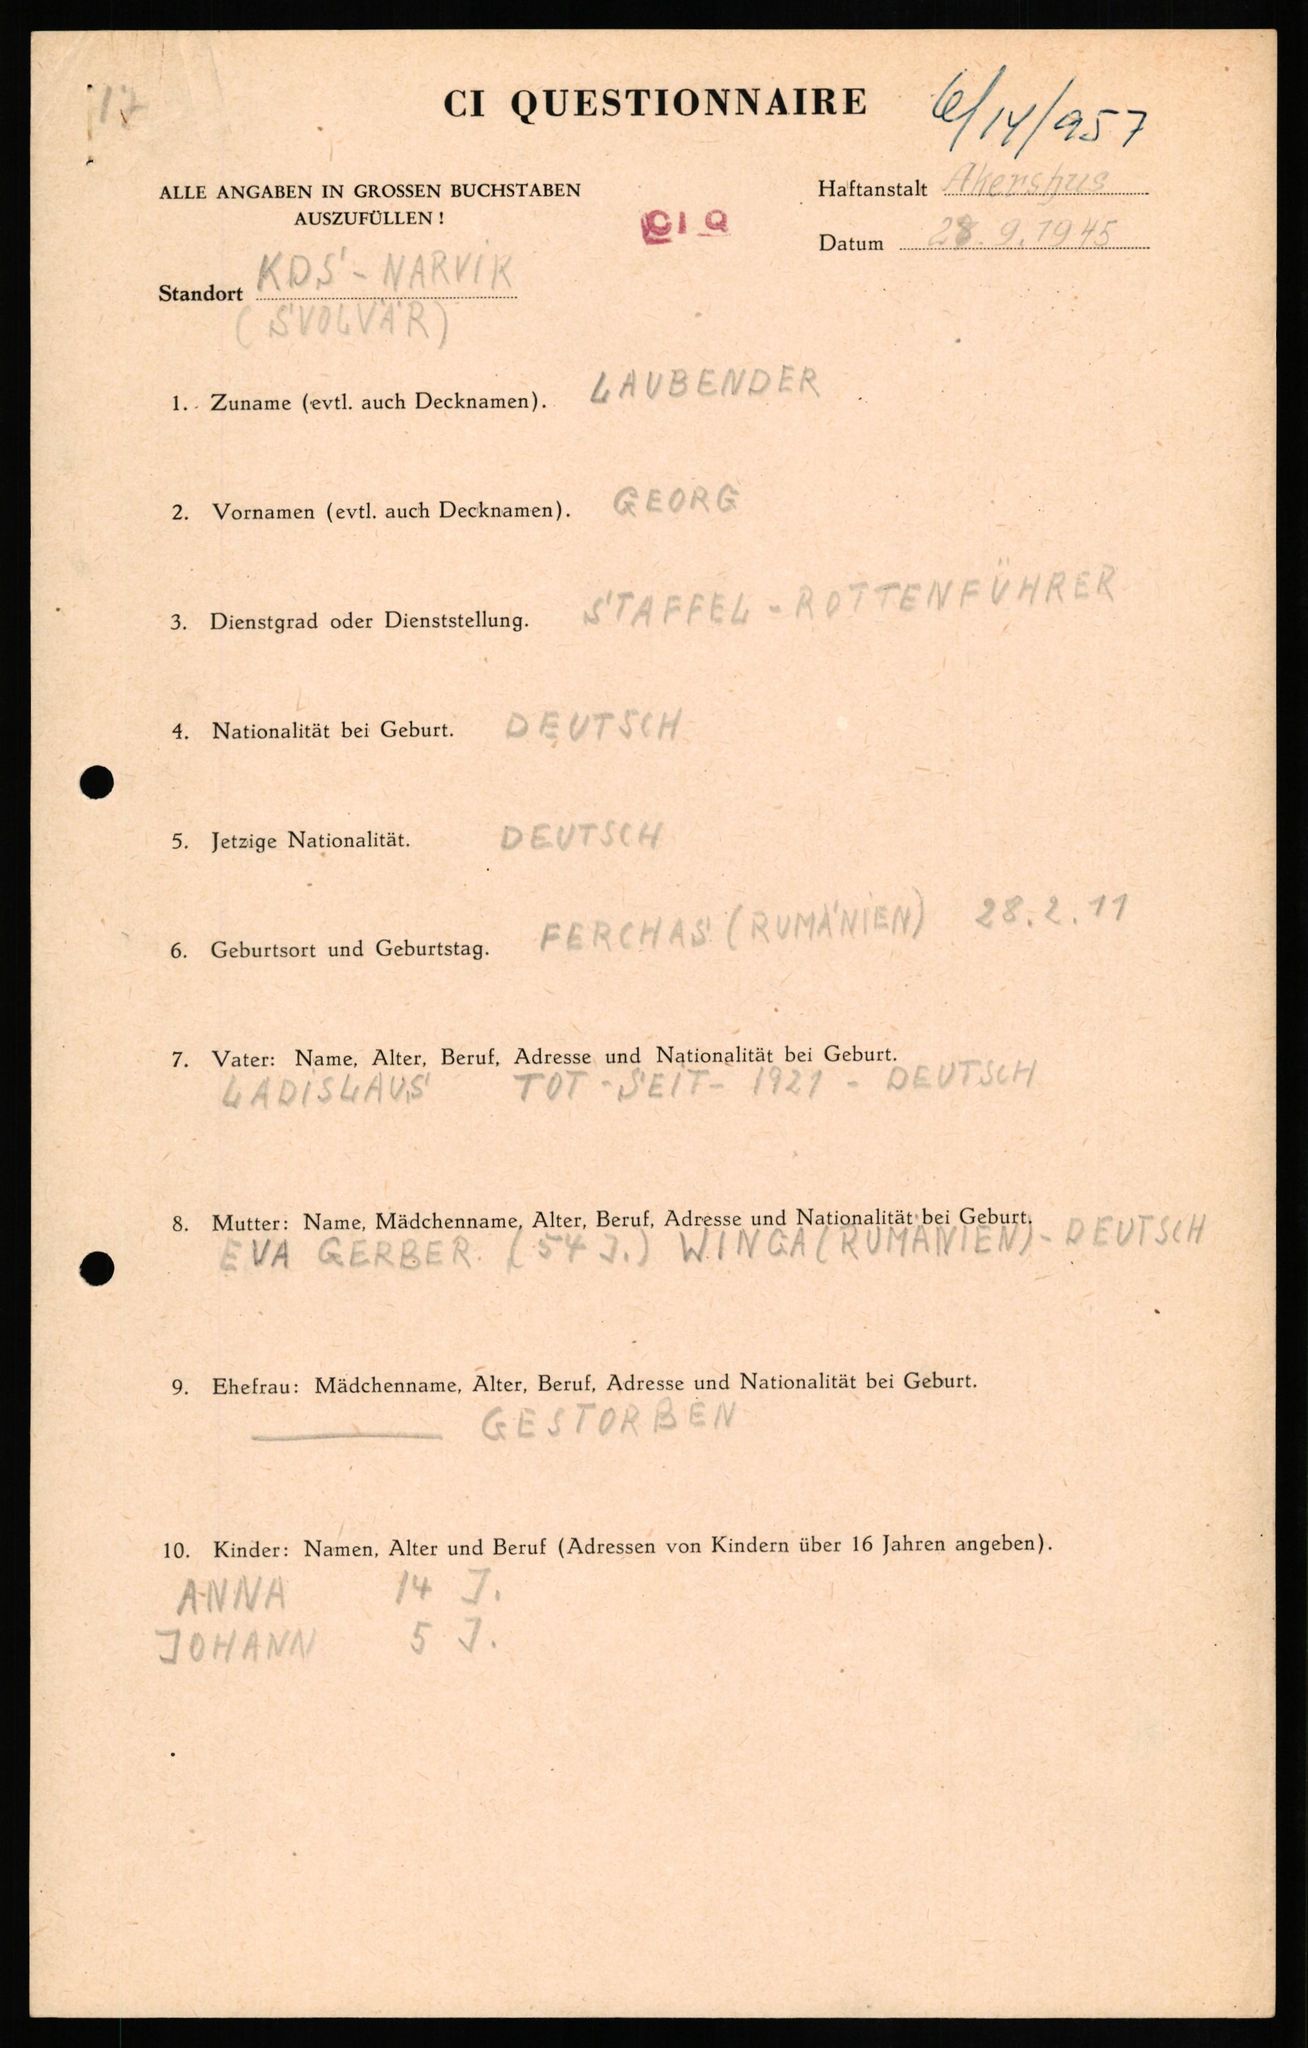 17
CI QUESTIONNAIRE
6/14/957
ALLE ANGABEN IN GROSSEN BUCHSTABEN
AUSZUFÜLLEN!
CIQ
Haftanstalt Akershus
Datum 28.9.1945
Standort KDS - NARVIK
(SVOLVÄR)
1. Zuname (evtl. auch Decknamen). LAUBENDER
2. Vornamen (evtl. auch Decknamen). GEORG
3. Dienstgrad oder Dienststellung. STAFFEL - ROTTENFÜHRER
4. Nationalität bei Geburt. DEUTSCH
5. Jetzige Nationalität. DEUTSCH
6. Geburtsort und Geburtstag. FERCHAS (RUMÄNIEN) 28.2.11
7. Vater: Name, Alter, Beruf, Adresse und Nationalität bei Geburt.
LADISLAUS TOT - SEIT - 1921 - DEUTSCH
8. Mutter: Name, Mädchenname, Alter, Beruf, Adresse und Nationalität bei Geburt.
EVA GERBER. (54 J.) WINGA (RUMÄNIEN) - DEUTSCH
9. Ehefrau: Mädchenname, Alter, Beruf, Adresse und Nationalität bei Geburt.
GESTORBEN
10. Kinder: Namen, Alter und Beruf (Adressen von Kindern über 16 Jahren angeben).
ANNA 14 J.
JOHANN 5 J.